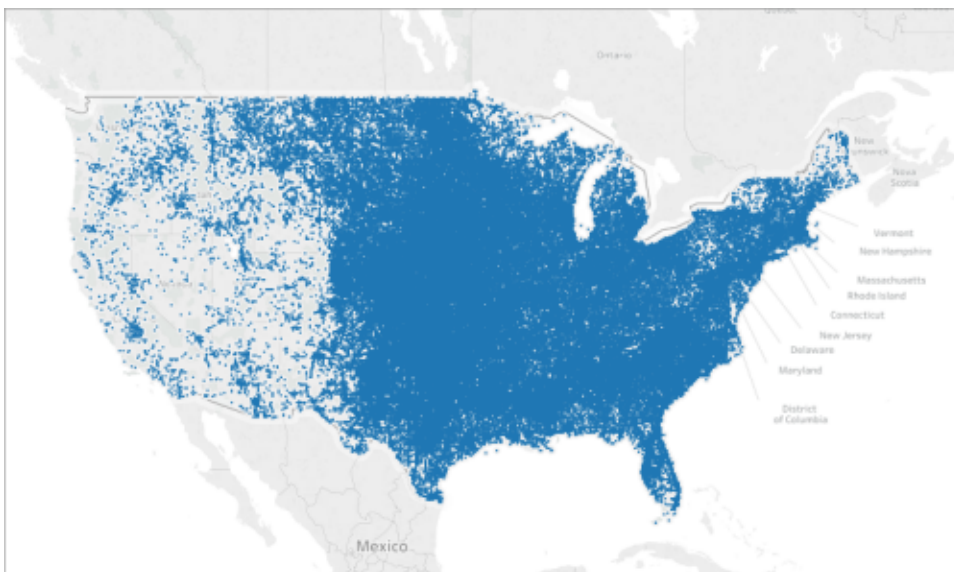 Ontario
New
Nova
Scotia
Vermont
New Hampshire
Massachusetts
Rhode Island
Connecticut
New Jersey
Delaware
Maryland
District
of Columbia
Mexico